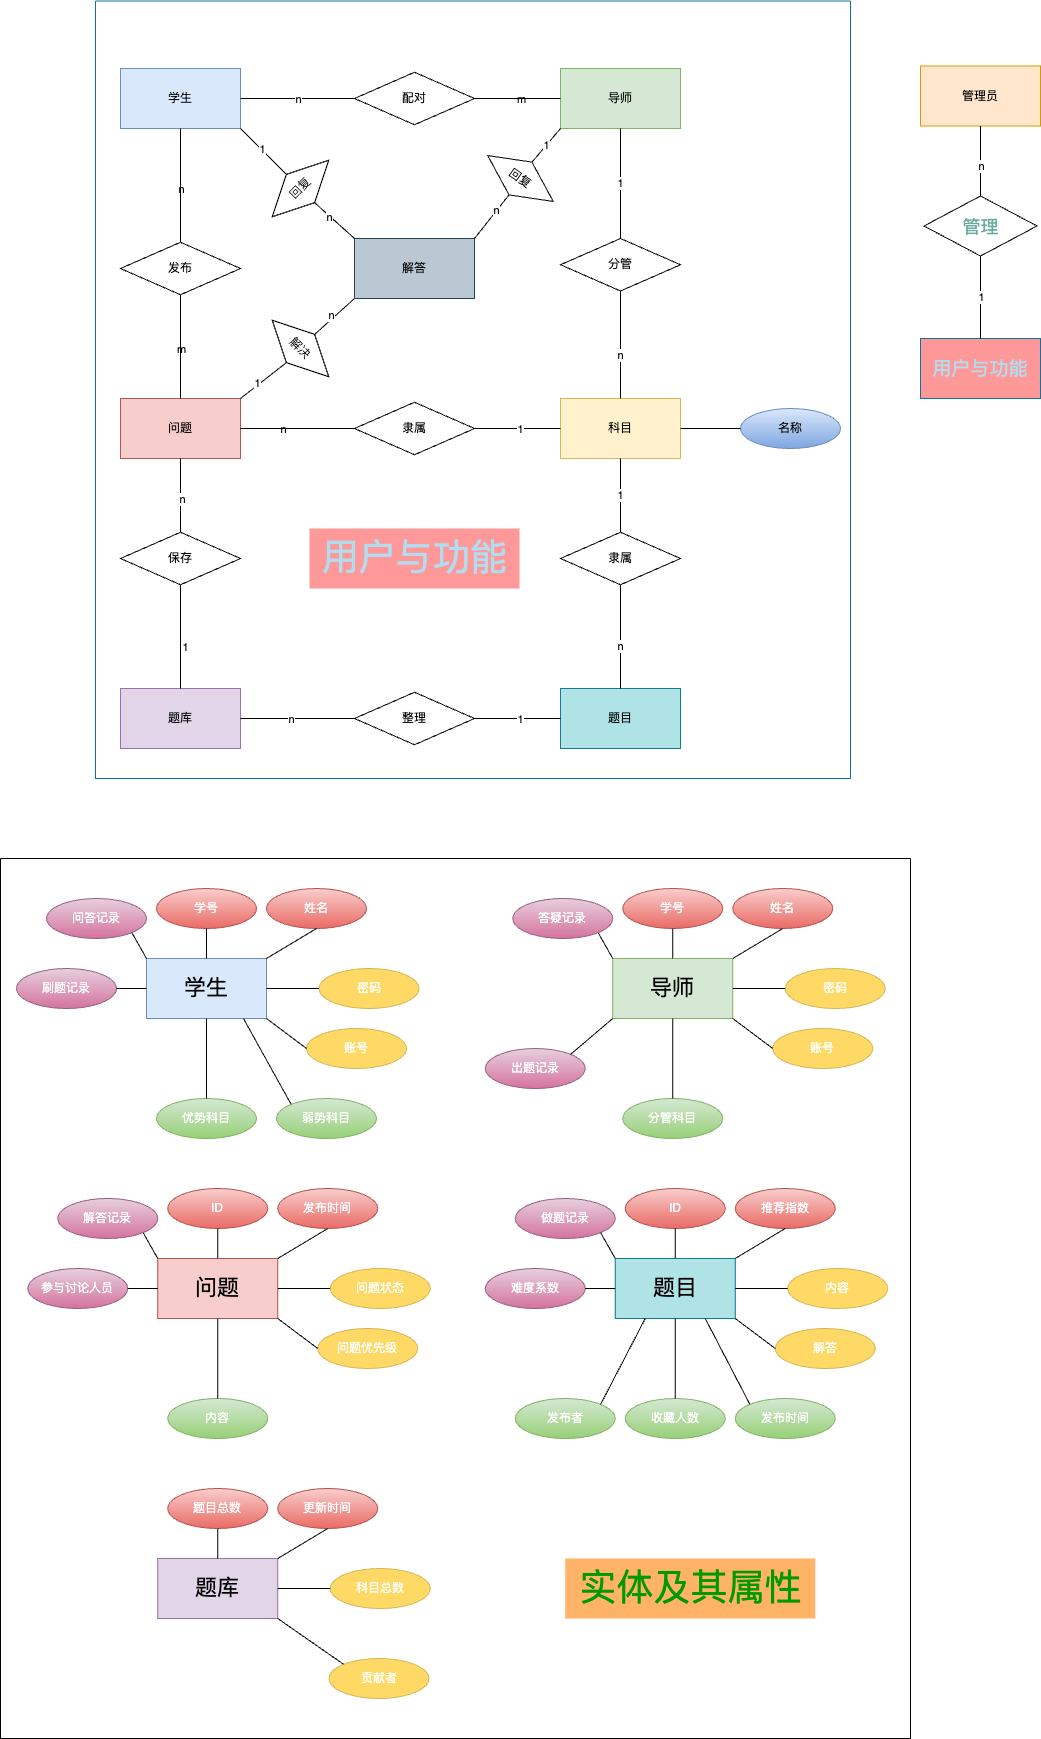 学生
n
配对
m
导师
管理员
1
回复
n
1
回复
n
n
发布
m
解答
1
分管
n
n
管理
1
用户与功能
n
解决
1
问题
n
隶属
1
科目
名称
n
保存
1
用户与功能
1
隶属
n
题库
n
整理
1
题目
问答记录
学号
姓名
刷题记录
学生
密码
账号
优势科目
弱势科目
答疑记录
学号
姓名
导师
密码
账号
出题记录
分管科目
解答记录
ID
发布时间
参与讨论人员
问题
问题状态
问题优先级
内容
做题记录
ID
推荐指数
难度系数
题目
内容
解答
发布者
收藏人数
发布时间
题目总数
更新时间
题库
科目总数
贡献者
实体及其属性